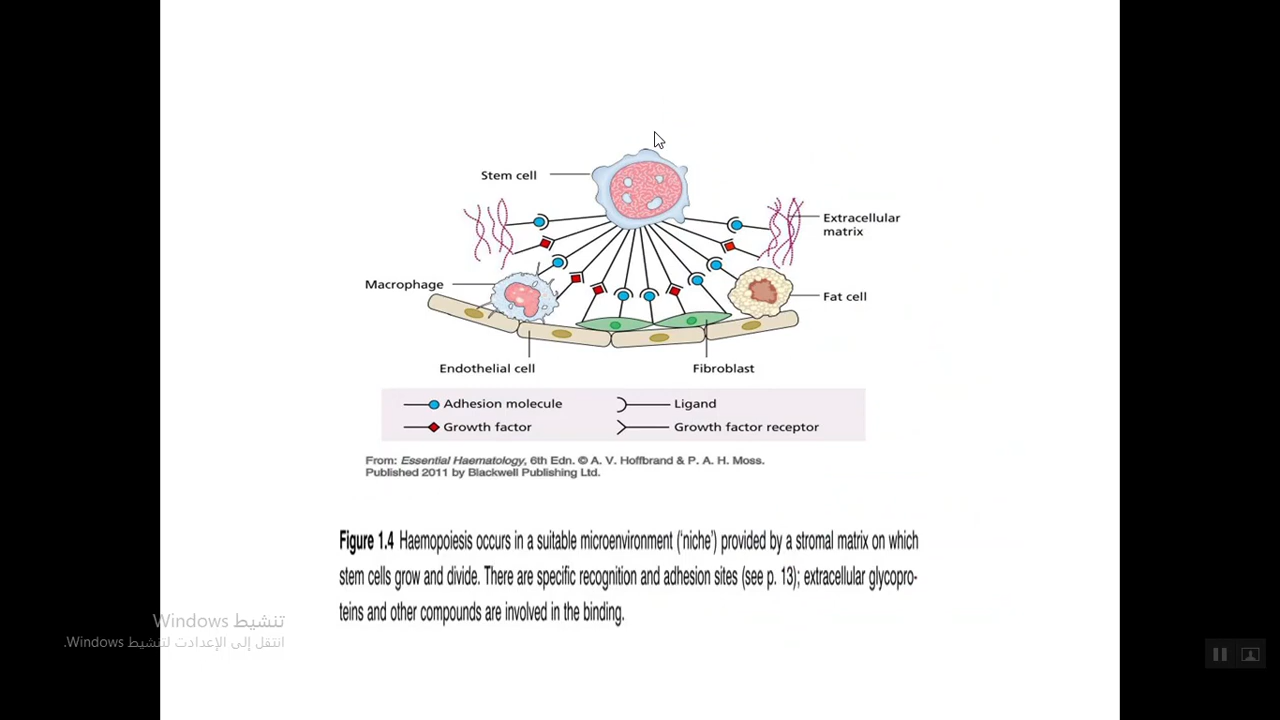 Stem cell
Extracellular
matrix
Macrophage
Fat cell
Endothelial cell
Fibroblast
Adhesion molecule
Ligand
Growth factor
Growth factor receptor
From: Essential Haematology, 6th Edn. © A. V. Hoffbrand & P. A. H. Moss.
Published 2011 by Blackwell Publishing Ltd.
Figure 1.4 Haemopoiesis occurs in a suitable microenvironment (‘niche’) provided by a stromal matrix on which
stem cells grow and divide. There are specific recognition and adhesion sites (see p. 13); extracellular glycopro-
teins and other compounds are involved in the binding.
تنشيط Windows
انتقل إلى الإعدادت لتنشيط Windows.